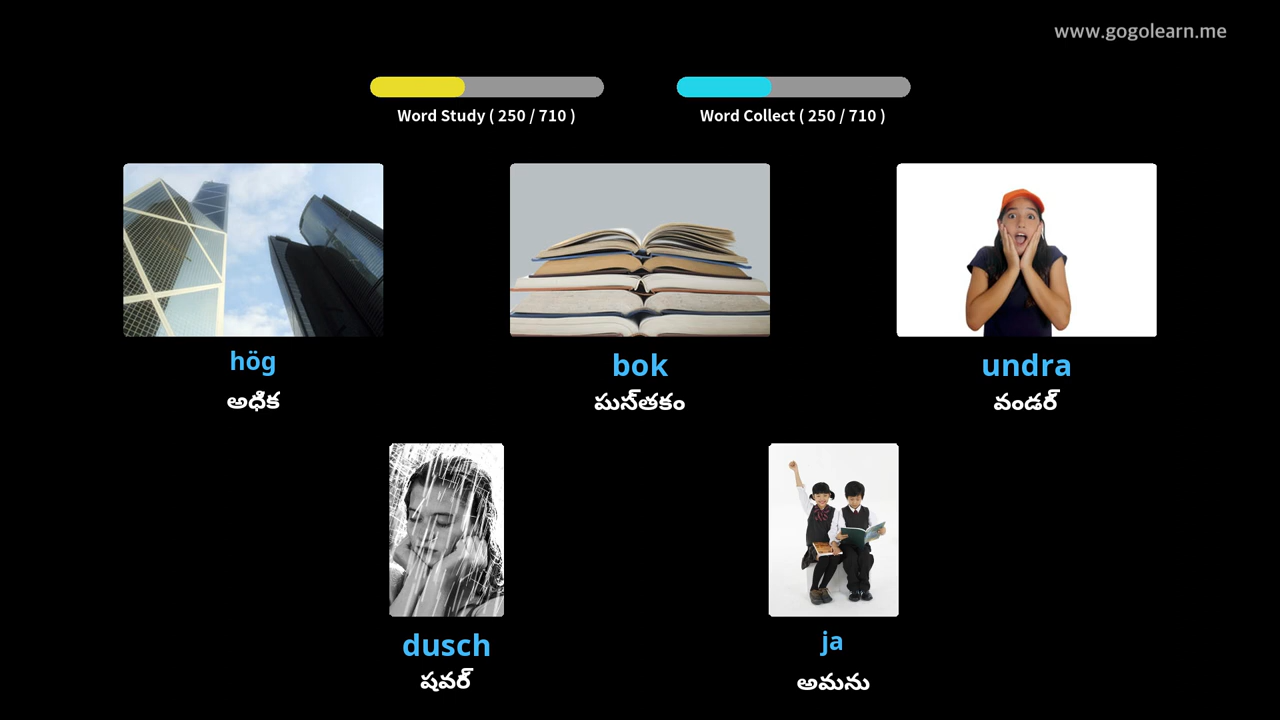 www.gogolearn.me
Word Study ( 250 / 710 )
Word Collect ( 250 / 710 )
hög
bok
undra
అధిక
పుస్తకం
వండర్
dusch
ja
షవర్
అమను